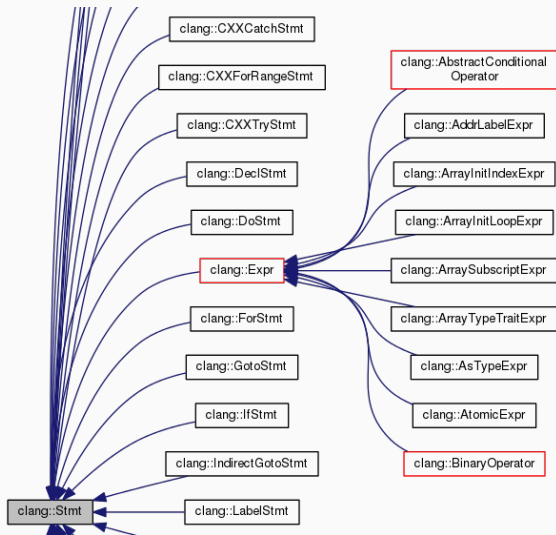 clang::CXXCatchStmt
clang::CXXForRangeStmt
clang::CXXTryStmt
clang::DeclStmt
clang::DoStmt
clang::Expr
clang::ForStmt
clang::GotoStmt
clang::IfStmt
clang::IndirectGotoStmt
clang::LabelStmt
clang::Stmt
clang::AbstractConditional
Operator
clang::AddrLabelExpr
clang::ArrayInitIndexExpr
clang::ArrayInitLoopExpr
clang::ArraySubscriptExpr
clang::ArrayTypeTraitExpr
clang::AsTypeExpr
clang::AtomicExpr
clang::BinaryOperator